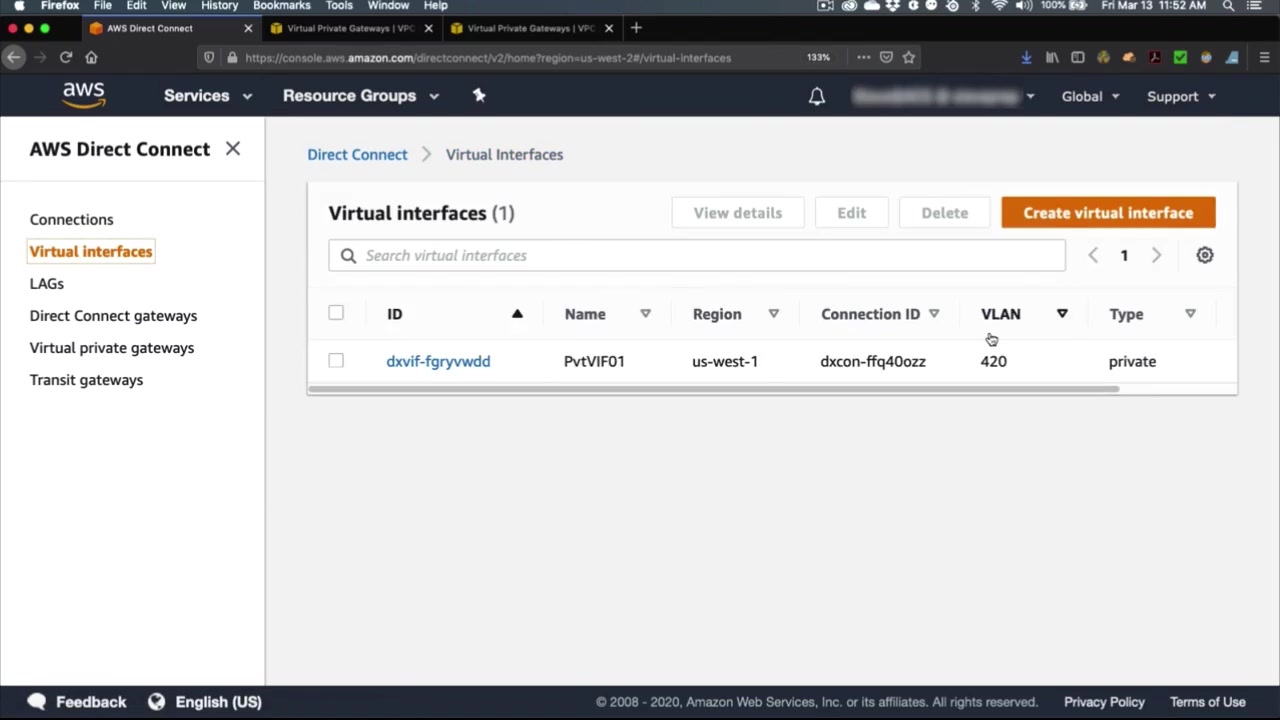 Firefox File Edit View History Bookmarks Tools Window Help 100% Fri Mar 13 11:52 AM
AWS Direct Connect Virtual Private Gateways | VPC Virtual Private Gateways | VPC
https://console.aws.amazon.com/directconnect/v2/home?region=us-west-2#/virtual-interfaces 133%
aws Services Resource Groups Global Support
AWS Direct Connect
Connections
Virtual interfaces
LAGs
Direct Connect gateways
Virtual private gateways
Transit gateways
Direct Connect > Virtual Interfaces
Virtual interfaces (1) View details Edit Delete Create virtual interface
Search virtual interfaces 1
ID Name Region Connection ID VLAN Type
dxvif-fgryvwdd PvtVIF01 us-west-1 dxcon-ffq40ozz 420 private
Feedback English (US) © 2008 - 2020, Amazon Web Services, Inc. or its affiliates. All rights reserved. Privacy Policy Terms of Use